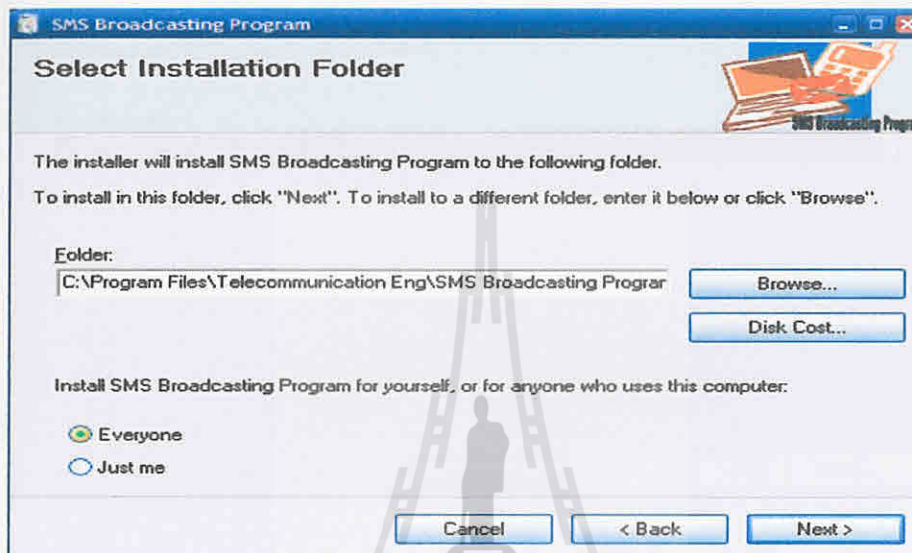 SMS Broadcasting Program
Select Installation Folder
SMS Broadcasting Progra
The installer will install SMS Broadcasting Program to the following folder.
To install in this folder, click "Next". To install to a different folder, enter it below or click "Browse".
Folder:
C:\Program Files\Telecommunication Eng\SMS Broadcasting Prograr
Browse...
Disk Cost...
Install SMS Broadcasting Program for yourself, or for anyone who uses this computer:
Everyone
Just me
Cancel
< Back
Next >